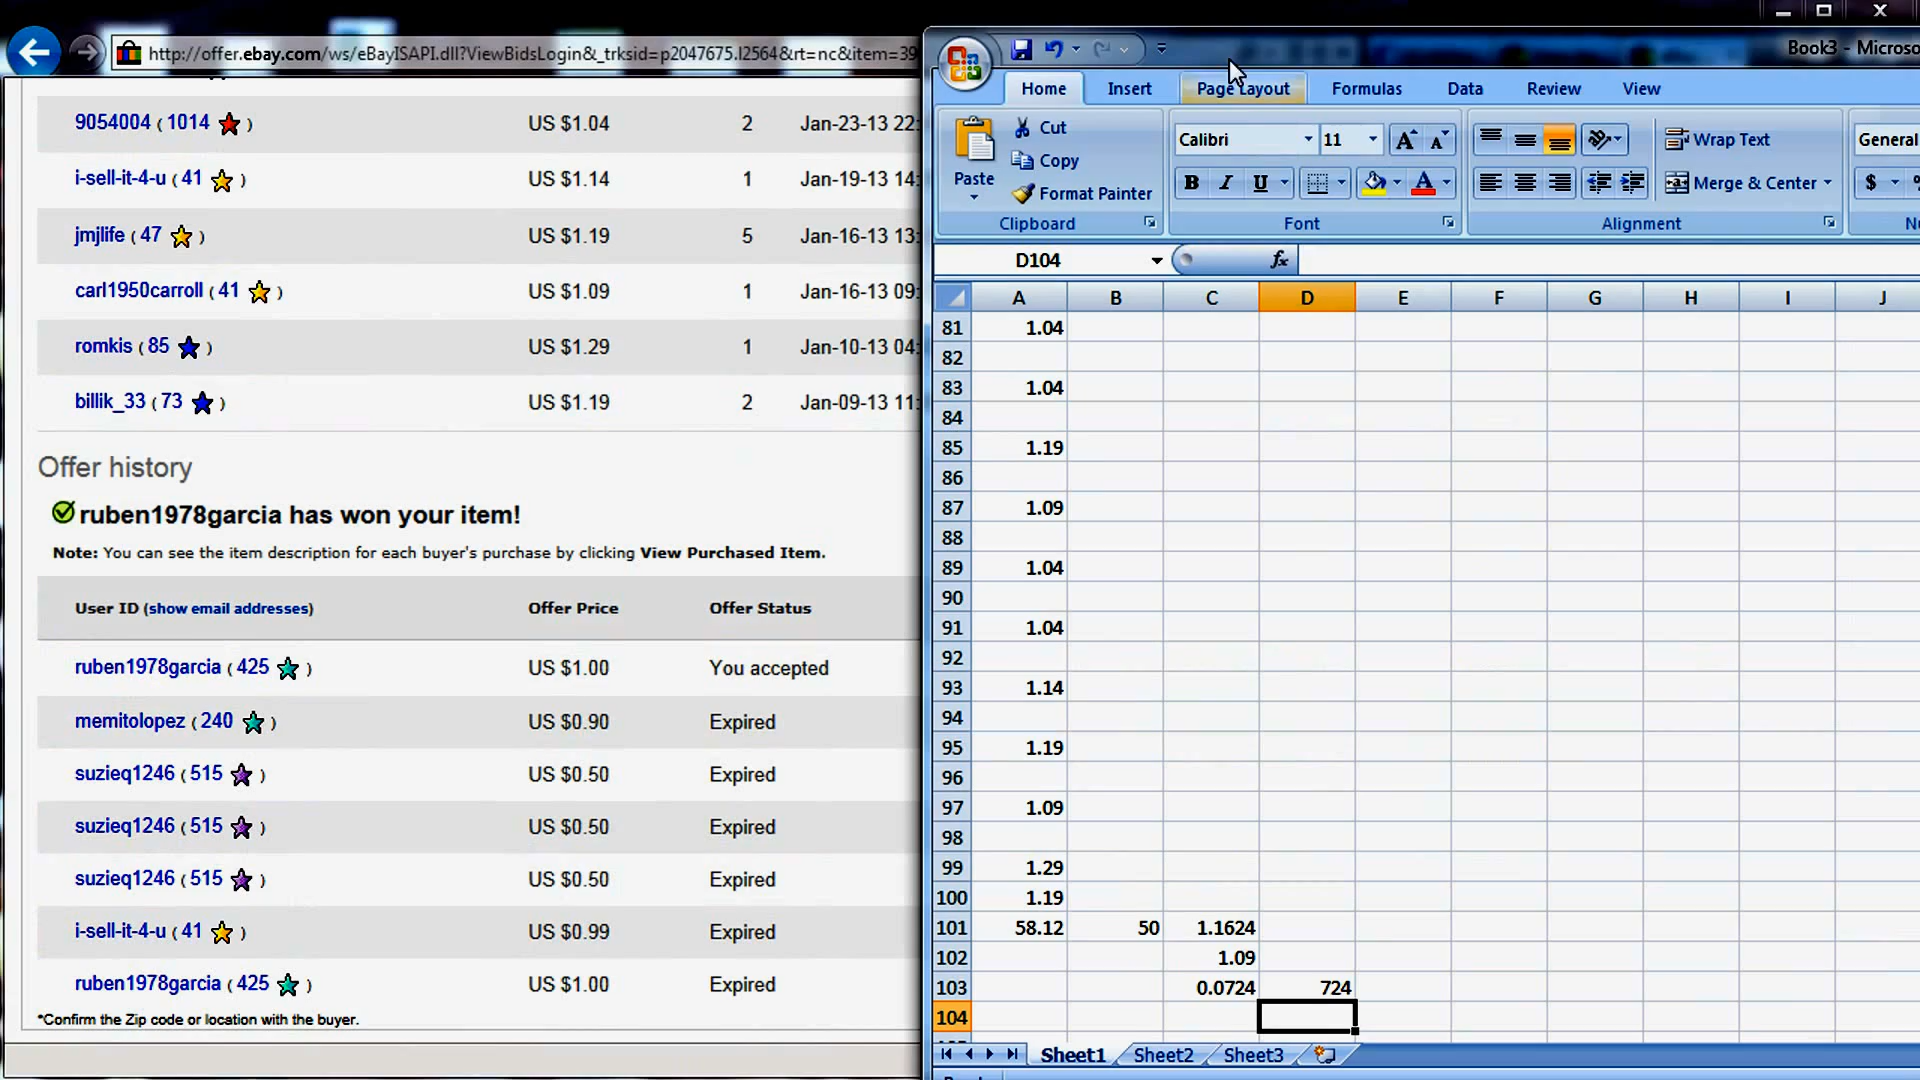 Book3 - Microso
http://offer.ebay.com/ws/eBayISAPI.dll?ViewBidsLogin&_trksid=p2047675.l2564&rt=nc&item=39
9054004 ( 1014 ) US $1.04 2 Jan-23-13 22:
i-sell-it-4-u ( 41 ) US $1.14 1 Jan-19-13 14:
jmjlife ( 47 ) US $1.19 5 Jan-16-13 13:
carl1950carroll ( 41 ) US $1.09 1 Jan-16-13 09:
romkis ( 85 ) US $1.29 1 Jan-10-13 04:
billik_33 ( 73 ) US $1.19 2 Jan-09-13 11:
Offer history
ruben1978garcia has won your item!
Note: You can see the item description for each buyer's purchase by clicking View Purchased Item.
User ID (show email addresses) Offer Price Offer Status
ruben1978garcia ( 425 ) US $1.00 You accepted
memitolopez ( 240 ) US $0.90 Expired
suzieq1246 ( 515 ) US $0.50 Expired
suzieq1246 ( 515 ) US $0.50 Expired
suzieq1246 ( 515 ) US $0.50 Expired
i-sell-it-4-u ( 41 ) US $0.99 Expired
ruben1978garcia ( 425 ) US $1.00 Expired
*Confirm the Zip code or location with the buyer.
Home Insert Page Layout Formulas Data Review View
Paste
Cut
Copy
Format Painter
Clipboard
Calibri 11
B I U
Font
Wrap Text
Merge & Center
Alignment
General
$
D104 fx
A B C D E F G H I J
81 1.04
82
83 1.04
84
85 1.19
86
87 1.09
88
89 1.04
90
91 1.04
92
93 1.14
94
95 1.19
96
97 1.09
98
99 1.29
100 1.19
101 58.12 50 1.1624
102 1.09
103 0.0724 724
104
Sheet1 Sheet2 Sheet3